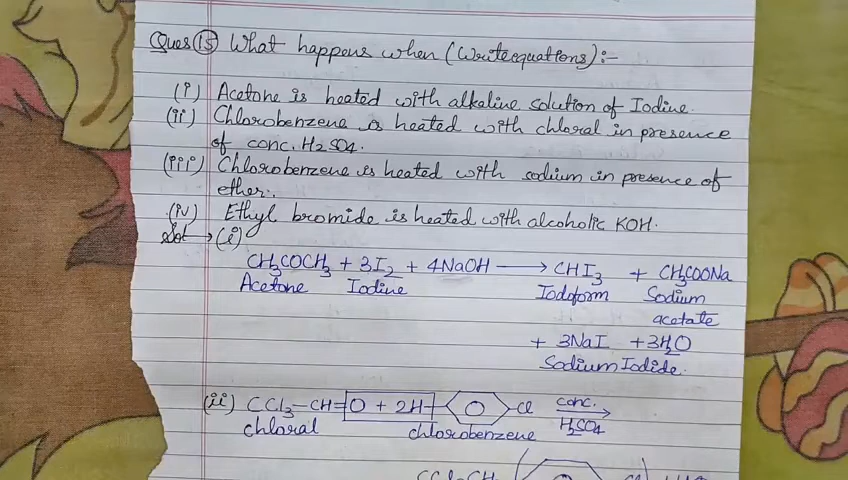 Ques (15) What happens when (Write equations):-
(i) Acetone is heated with alkaline solution of Iodine.
(ii) Chlorobenzene is heated with chloral in presence
of conc. H₂SO₄.
(iii) Chlorobenzene is heated with sodium in presence of
ether.
(iv) Ethyl bromide is heated with alcoholic KOH.
Sol → (i)
CH₃COCH₃ + 3I₂ + 4NaOH ⟶ CHI₃ + CH₃COONa
Acetone Iodine Iodoform Sodium
acetate
+ 3NaI + 3H₂O
Sodium Iodide.
(ii) CCl₃–CH=O + 2H– –Cl conc. H₂SO₄ →
chloral chlorobenzene
CCl₃–CH